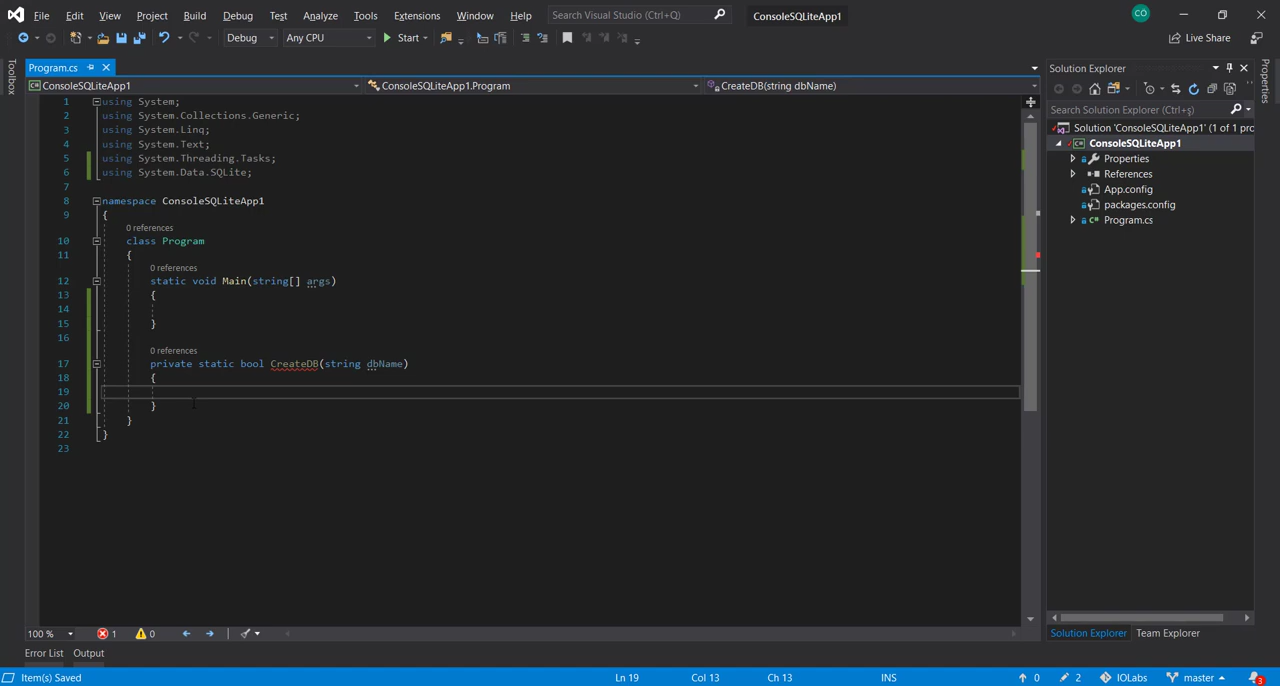 File Edit View Project Build Debug Test Analyze Tools Extensions Window Help Search Visual Studio (Ctrl+Q) ConsoleSQLiteApp1 CO
Debug Any CPU Start Live Share
Toolbox
Program.cs
ConsoleSQLiteApp1 ConsoleSQLiteApp1.Program CreateDB(string dbName)
1 using System;
2 using System.Collections.Generic;
3 using System.Linq;
4 using System.Text;
5 using System.Threading.Tasks;
6 using System.Data.SQLite;
7
8 namespace ConsoleSQLiteApp1
9 {
0 references
10 class Program
11 {
0 references
12 static void Main(string[] args)
13 {
14
15 }
16
0 references
17 private static bool CreateDB(string dbName)
18 {
19
20 }
21 }
22 }
23
100 % 1 0
Error List Output
Solution Explorer
Search Solution Explorer (Ctrl+ş)
Solution 'ConsoleSQLiteApp1' (1 of 1 pro
ConsoleSQLiteApp1
Properties
References
App.config
packages.config
Program.cs
Solution Explorer Team Explorer
Properties
Item(s) Saved Ln 19 Col 13 Ch 13 INS 0 2 IOLabs master 3